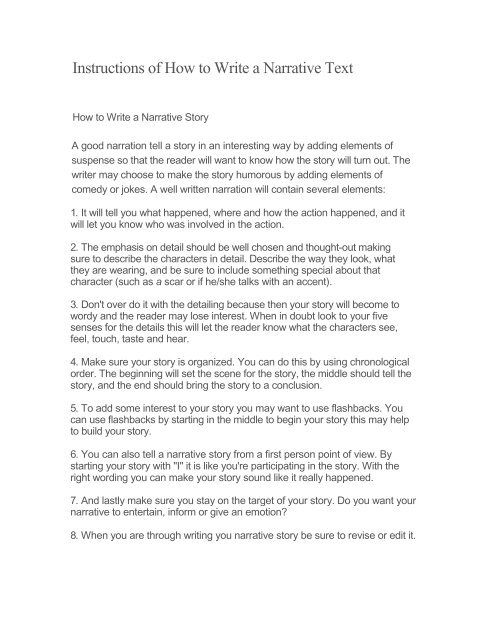 Instructions of How to Write a Narrative Text
How to Write a Narrative Story
A good narration tell a story in an interesting way by adding elements of
suspense so that the reader will want to know how the story will turn out. The
writer may choose to make the story humorous by adding elements of
comedy or jokes. A well written narration will contain several elements:
1. It will tell you what happened, where and how the action happened, and it
will let you know who was involved in the action.
2. The emphasis on detail should be well chosen and thought-out making
sure to describe the characters in detail. Describe the way they look, what
they are wearing, and be sure to include something special about that
character (such as a scar or if he/she talks with an accent).
3. Don't over do it with the detailing because then your story will become to
wordy and the reader may lose interest. When in doubt look to your five
senses for the details this will let the reader know what the characters see,
feel, touch, taste and hear.
4. Make sure your story is organized. You can do this by using chronological
order. The beginning will set the scene for the story, the middle should tell the
story, and the end should bring the story to a conclusion.
5. To add some interest to your story you may want to use flashbacks. You
can use flashbacks by starting in the middle to begin your story this may help
to build your story.
6. You can also tell a narrative story from a first person point of view. By
starting your story with "I" it is like you're participating in the story. With the
right wording you can make your story sound like it really happened.
7. And lastly make sure you stay on the target of your story. Do you want your
narrative to entertain, inform or give an emotion?
8. When you are through writing you narrative story be sure to revise or edit it.